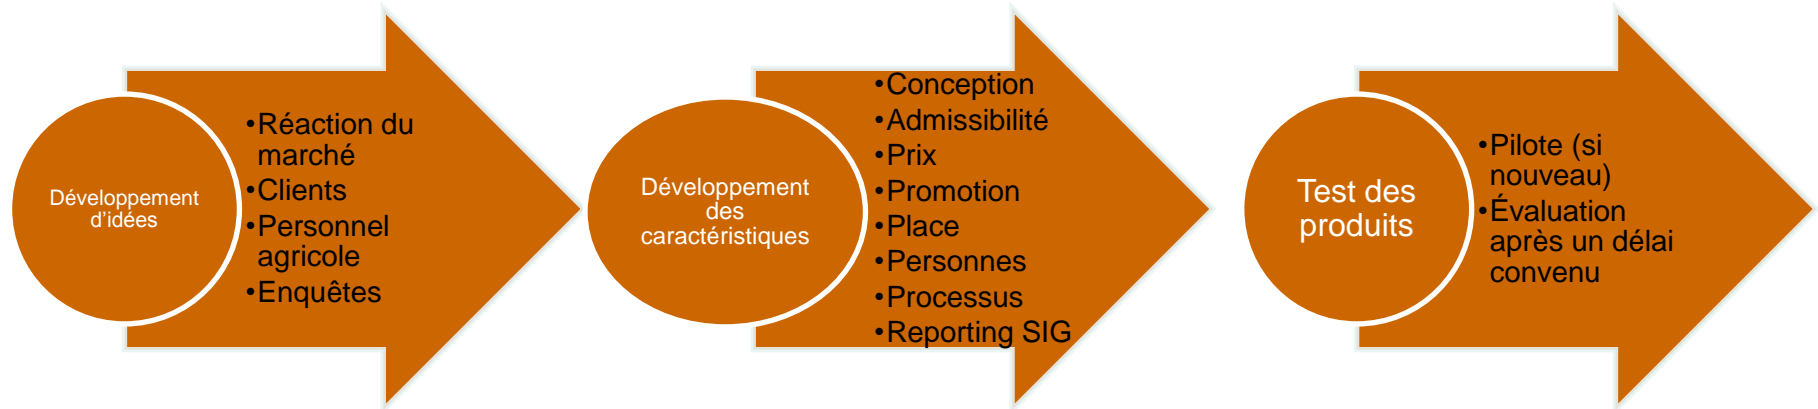 Développement
d'idées
•Réaction du
marché
•Clients
•Personnel
agricole
•Enquêtes
Développement
des
caractéristiques
•Conception
•Admissibilité
•Prix
•Promotion
•Place
•Personnes
•Processus
•Reporting SIG
Test des
produits
•Pilote (si
nouveau)
•Évaluation
après un délai
convenu